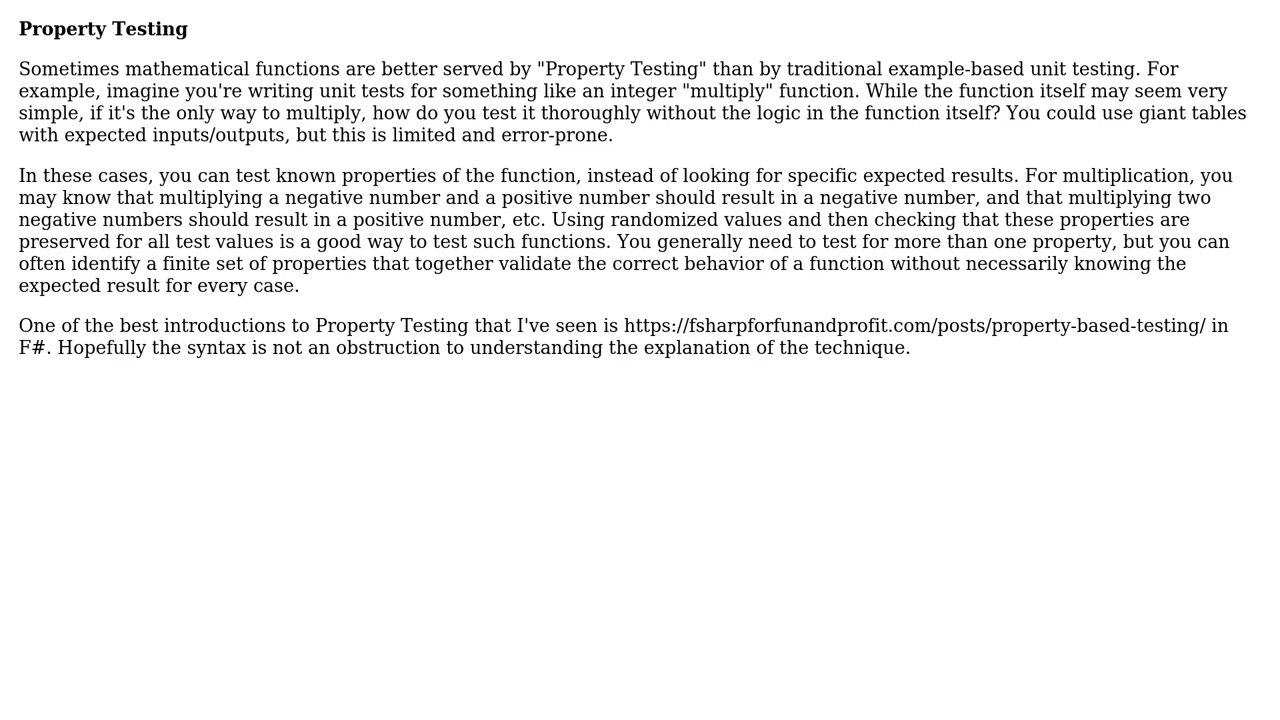 Property Testing
Sometimes mathematical functions are better served by "Property Testing" than by traditional example-based unit testing. For
example, imagine you're writing unit tests for something like an integer "multiply" function. While the function itself may seem very
simple, if it's the only way to multiply, how do you test it thoroughly without the logic in the function itself? You could use giant tables
with expected inputs/outputs, but this is limited and error-prone.
In these cases, you can test known properties of the function, instead of looking for specific expected results. For multiplication, you
may know that multiplying a negative number and a positive number should result in a negative number, and that multiplying two
negative numbers should result in a positive number, etc. Using randomized values and then checking that these properties are
preserved for all test values is a good way to test such functions. You generally need to test for more than one property, but you can
often identify a finite set of properties that together validate the correct behavior of a function without necessarily knowing the
expected result for every case.
One of the best introductions to Property Testing that I've seen is https://fsharpforfunandprofit.com/posts/property-based-testing/ in
F#. Hopefully the syntax is not an obstruction to understanding the explanation of the technique.